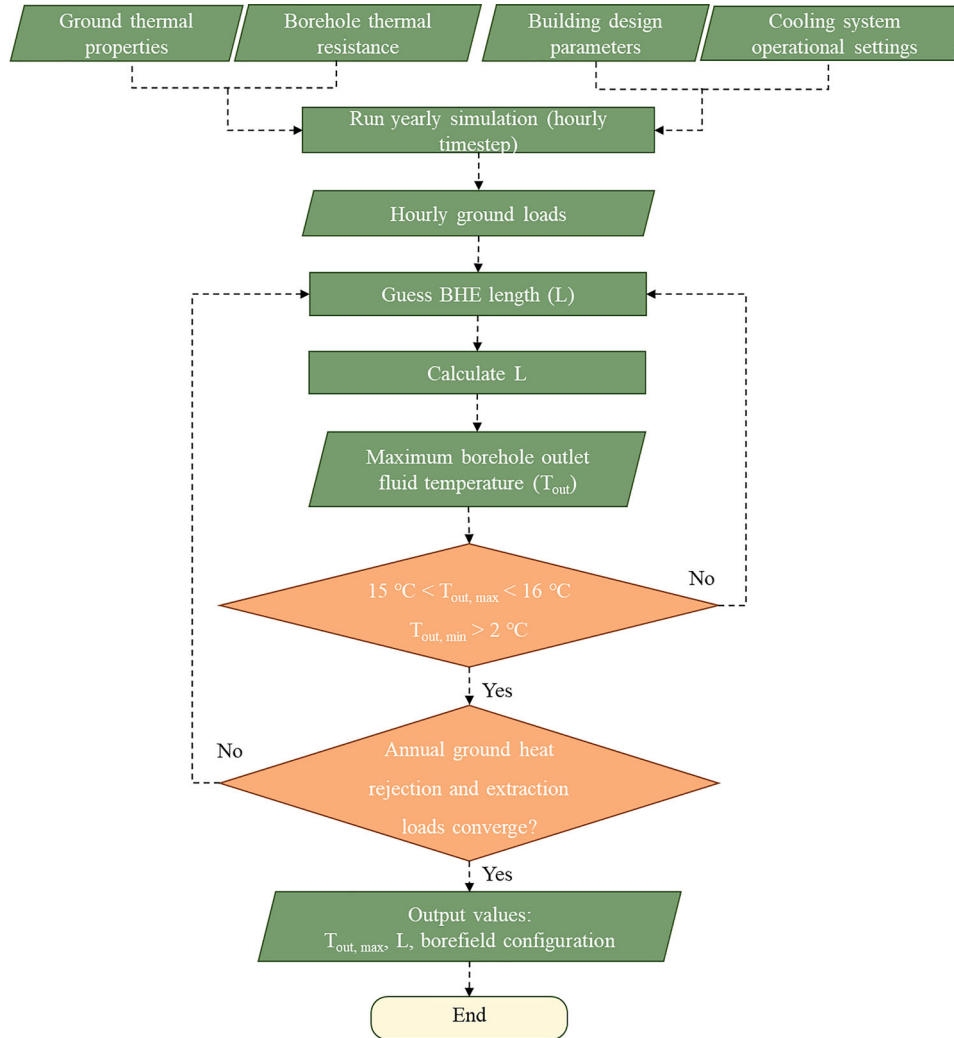 Ground thermal
properties
Borehole thermal
resistance
Building design
parameters
Cooling system
operational settings
Run yearly simulation (hourly
timestep)
Hourly ground loads
Guess BHE length (L)
Calculate L
Maximum borehole outlet
fluid temperature (Tout)
15 °C < Tout, max < 16 °C
Tout, min > 2 °C
No
Yes
No
Annual ground heat
rejection and extraction
loads converge?
Yes
Output values:
Tout, max, L, borefield configuration
End